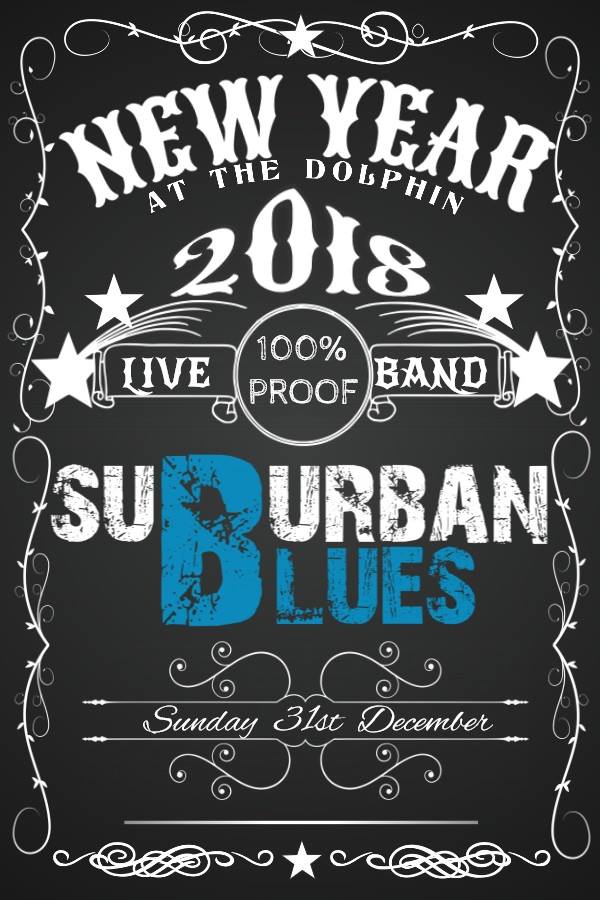 NEW YEAR
AT THE DOLPHIN
2018
LIVE 100% PROOF BAND
SUBURBAN
BLUES
Sunday 31st December